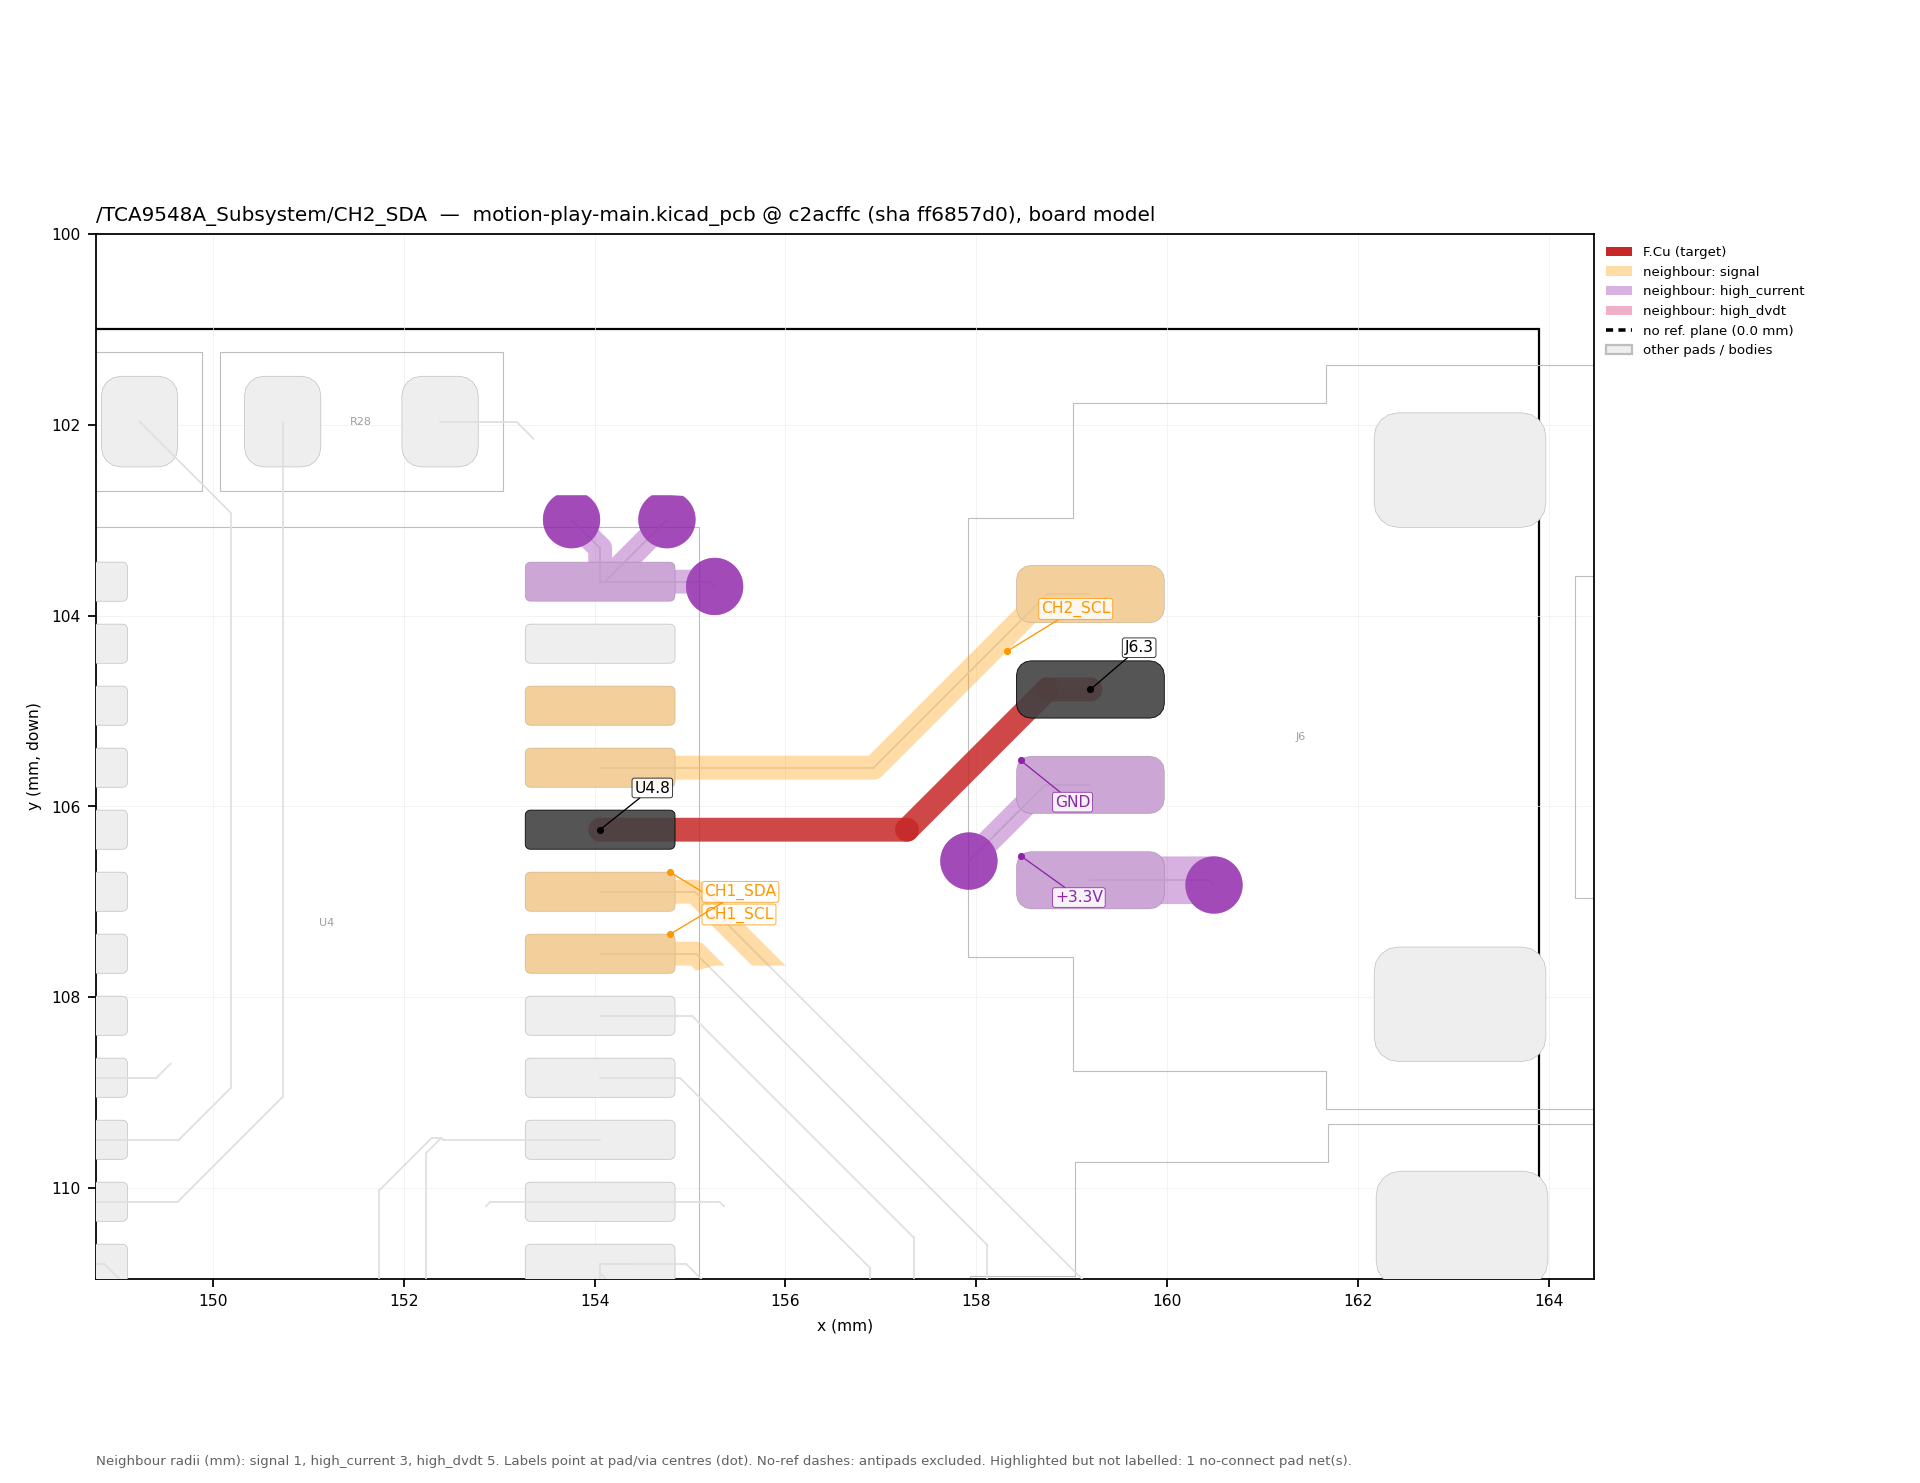 /TCA9548A_Subsystem/CH2_SDA — motion-play-main.kicad_pcb @ c2acffc (sha ff6857d0), board model
100
102
104
106
108
110
y (mm, down)
150
152
154
156
158
160
162
164
x (mm)
F.Cu (target)
neighbour: signal
neighbour: high_current
neighbour: high_dvdt
no ref. plane (0.0 mm)
other pads / bodies
R28
CH2_SCL
J6.3
J6
U4.8
GND
CH1_SDA
+3.3V
CH1_SCL
U4
Neighbour radii (mm): signal 1, high_current 3, high_dvdt 5. Labels point at pad/via centres (dot). No-ref dashes: antipads excluded. Highlighted but not labelled: 1 no-connect pad net(s).